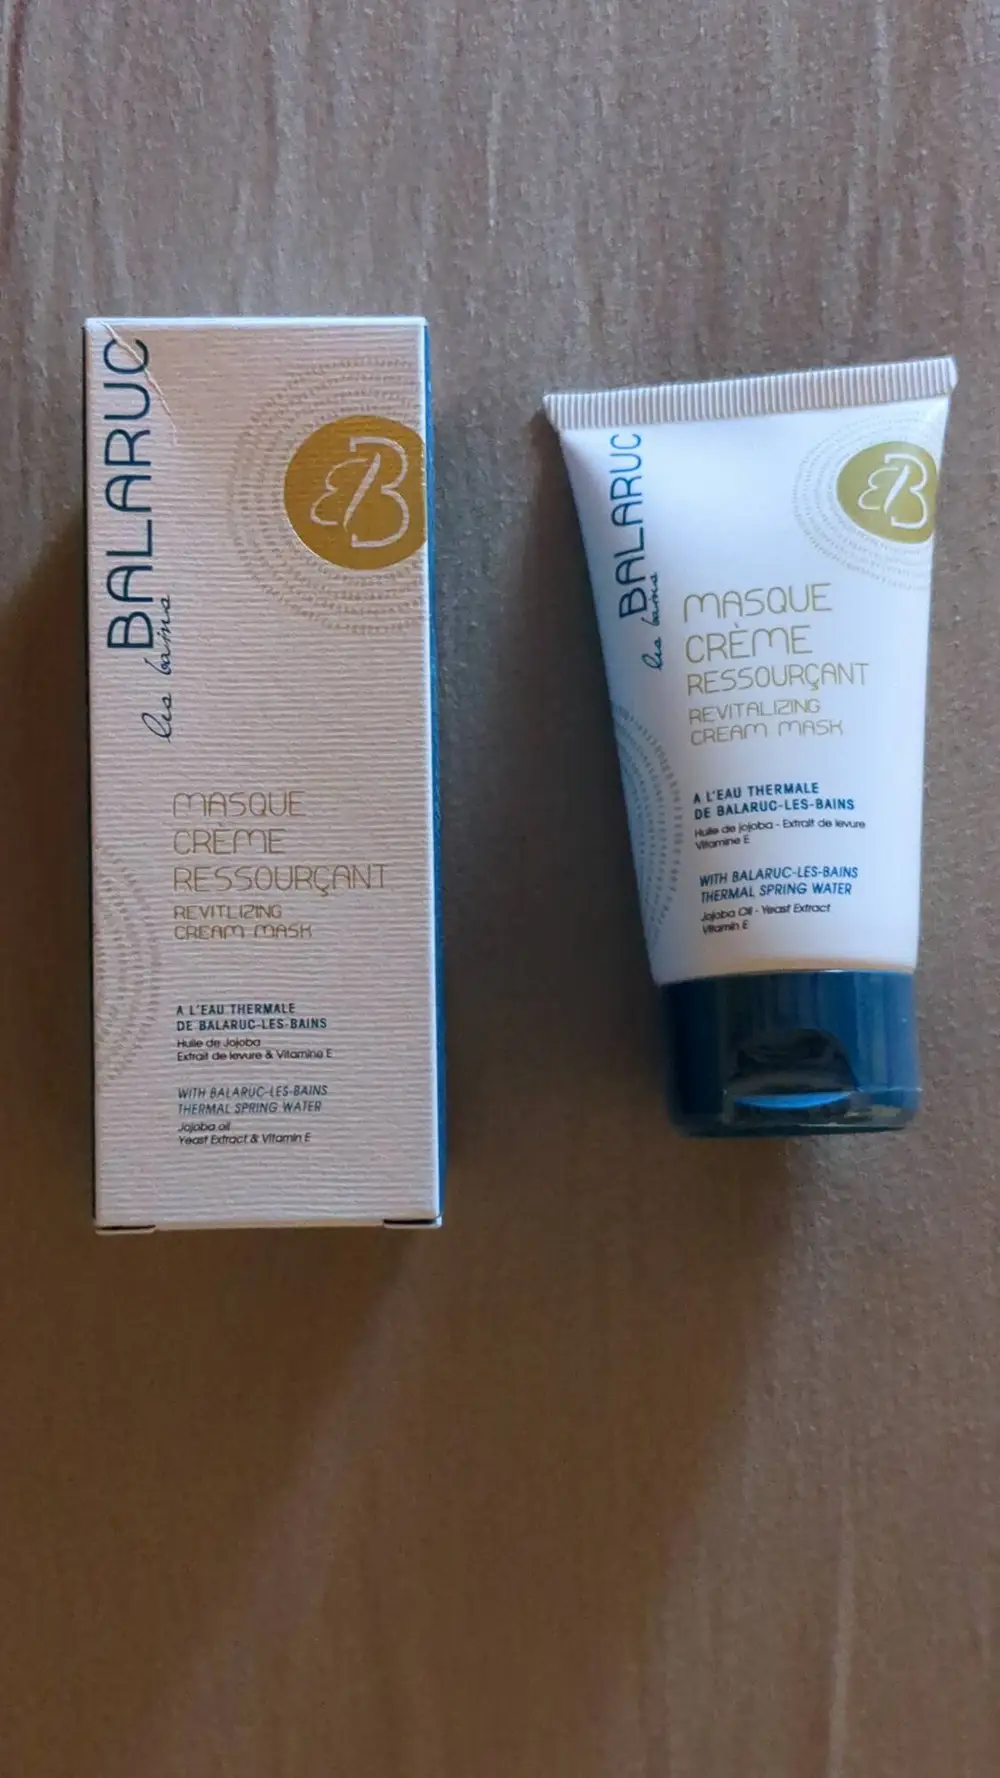 BALARUC
les bains
B
MASQUE
CRÈME
RESSOURÇANT
REVITLIZING
CREAM MASK
A L'EAU THERMALE
DE BALARUC-LES-BAINS
Huile de Jojoba
Extrait de levure & Vitamine E
WITH BALARUC-LES-BAINS
THERMAL SPRING WATER
Jojoba oil
Yeast Extract & Vitamin E
BALARUC
les bains
B
MASQUE
CRÈME
RESSOURÇANT
REVITALIZING
CREAM MASK
A L'EAU THERMALE
DE BALARUC-LES-BAINS
Huile de jojoba - Extrait de levure
Vitamine E
WITH BALARUC-LES-BAINS
THERMAL SPRING WATER
Jojoba Oil - Yeast Extract
Vitamin E